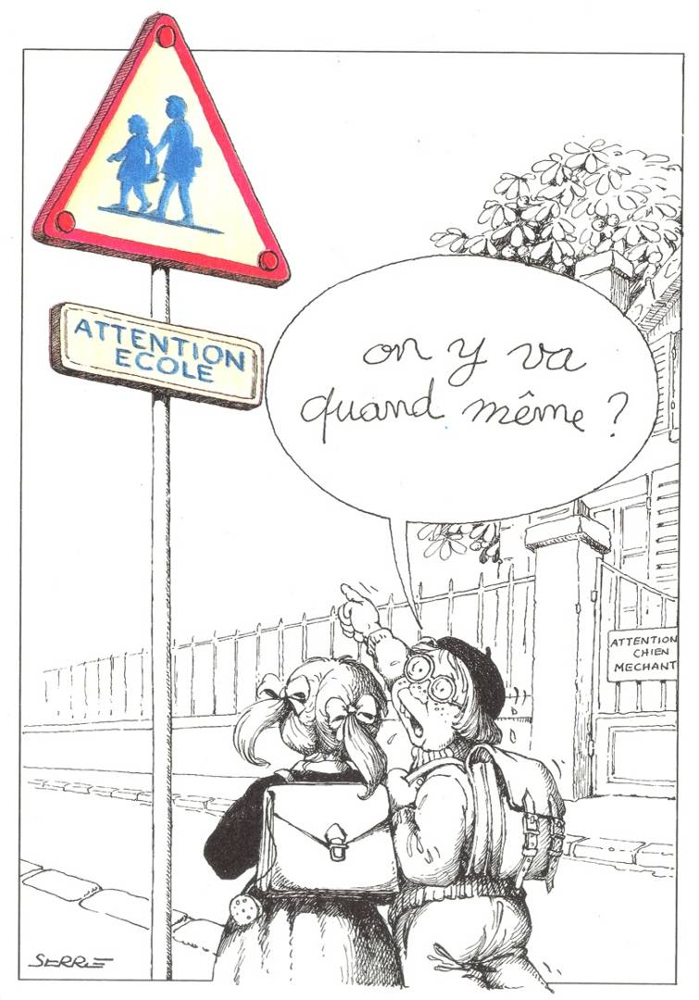 ATTENTION
ECOLE
on y va
quand même ?
ATTENTION
CHIEN
MECHANT
SERRE